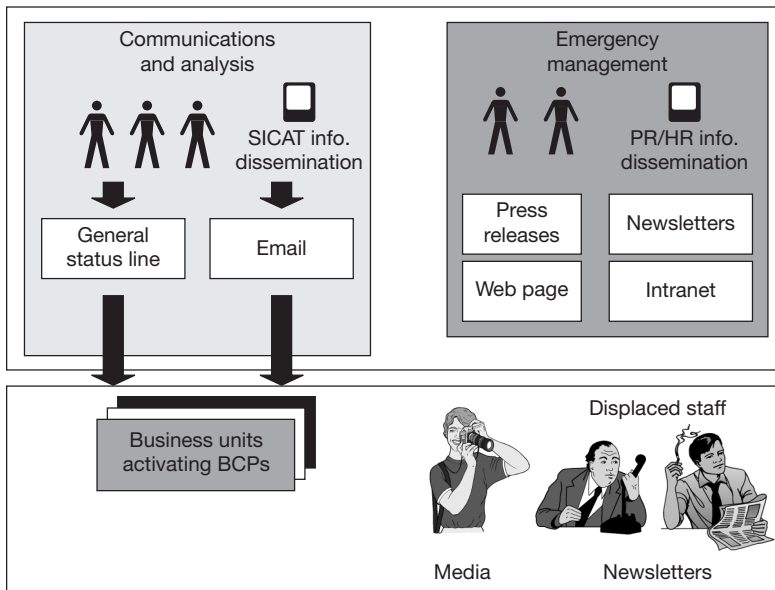 Communications
and analysis
SICAT info.
dissemination
General
status line
Email
Emergency
management
PR/HR info.
dissemination
Press
releases
Newsletters
Web page
Intranet
Business units
activating BCPs
Displaced staff
Media
Newsletters